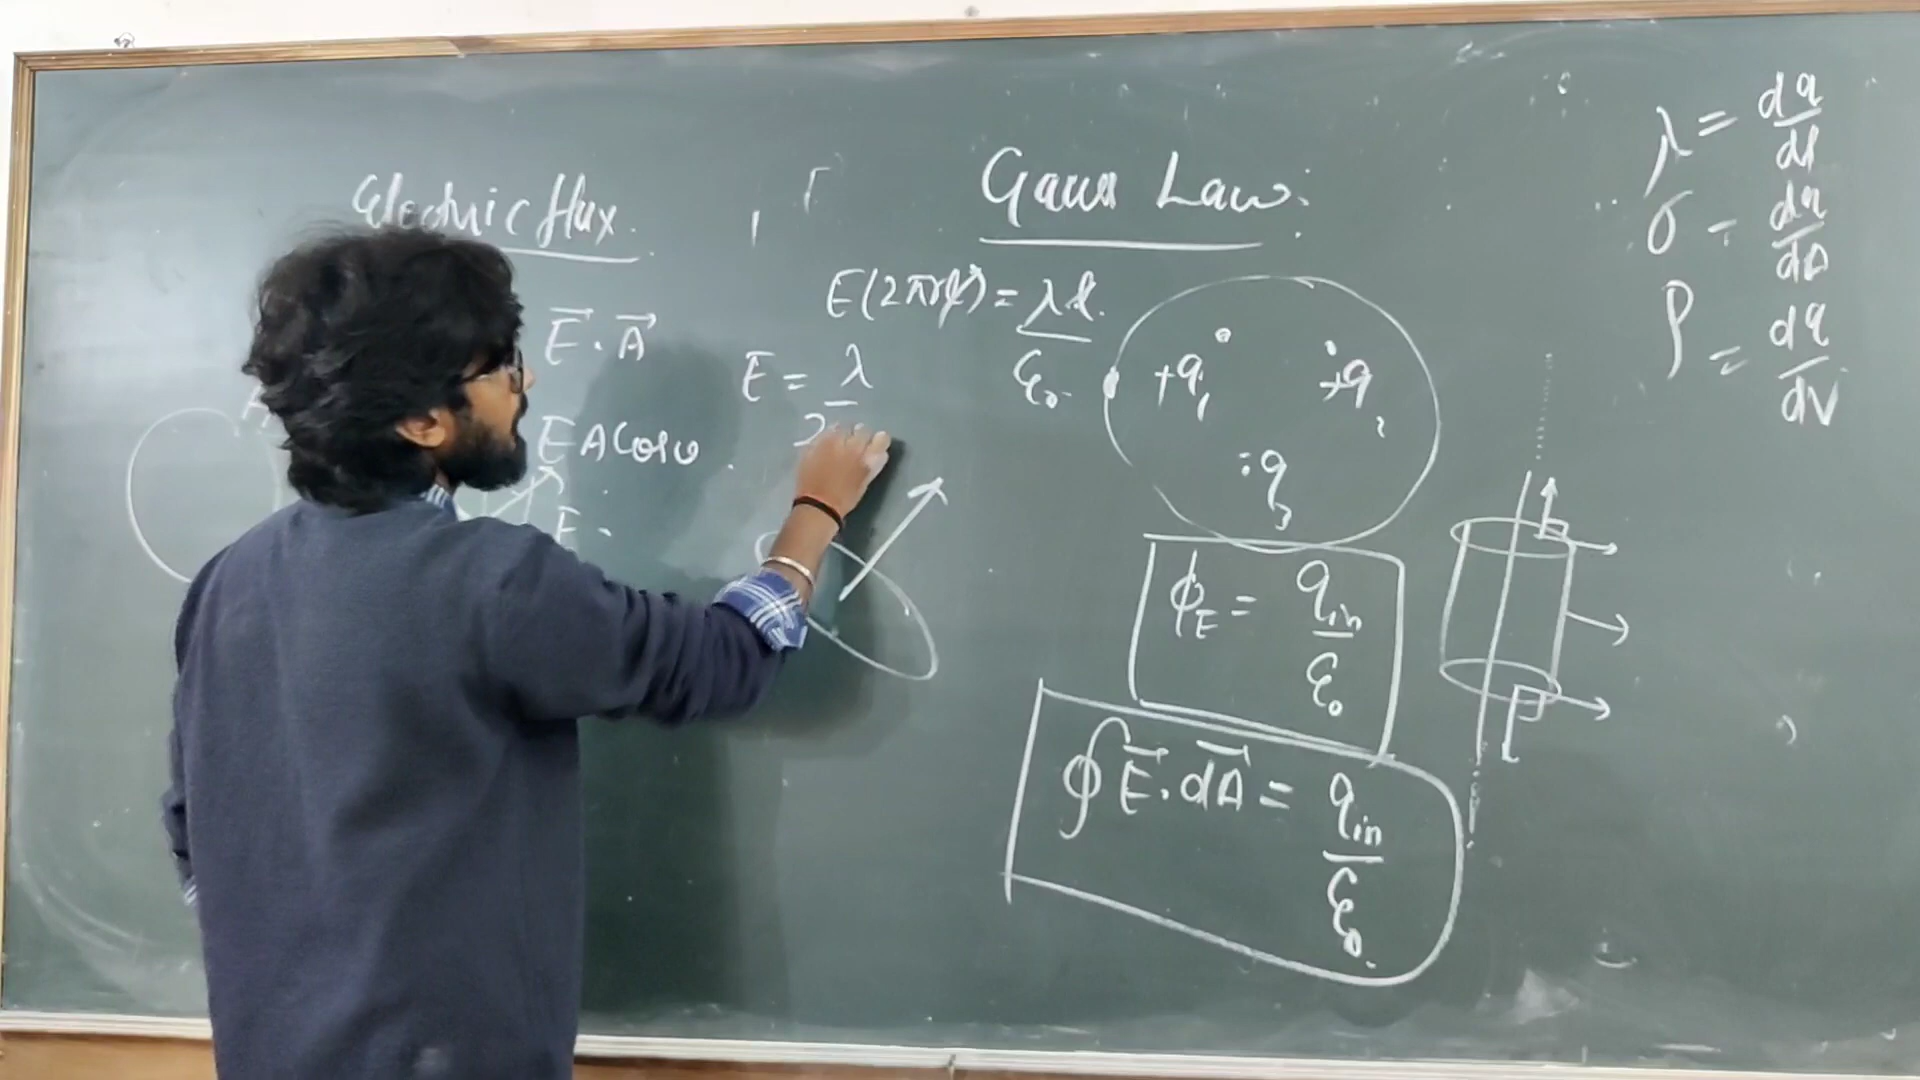 Electric flux.
E⃗ . A⃗
E A Cosθ
E
Gauss Law:
E(2πrl) = λl / ε₀
E = λ / 2
+q₁
+q₂
-q₃
ϕ_E = q_in / ε₀
∮ E⃗ . dA⃗ = q_in / ε₀
λ = dq / dl
σ = dq / dA
ρ = dq / dV